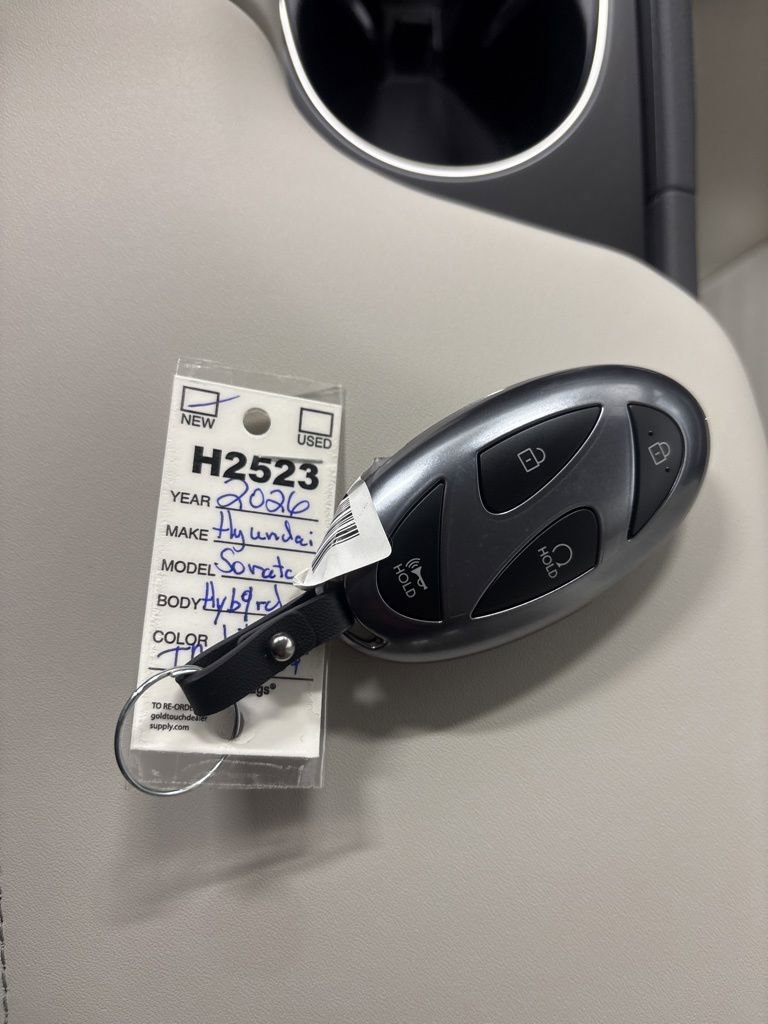 NEW
USED
H2523
YEAR 2026
MAKE Hyundai
MODEL Sonata
BODY Hybrid
COLOR
TO RE-ORDER
goldtouchdealer
supply.com
HOLD
HOLD